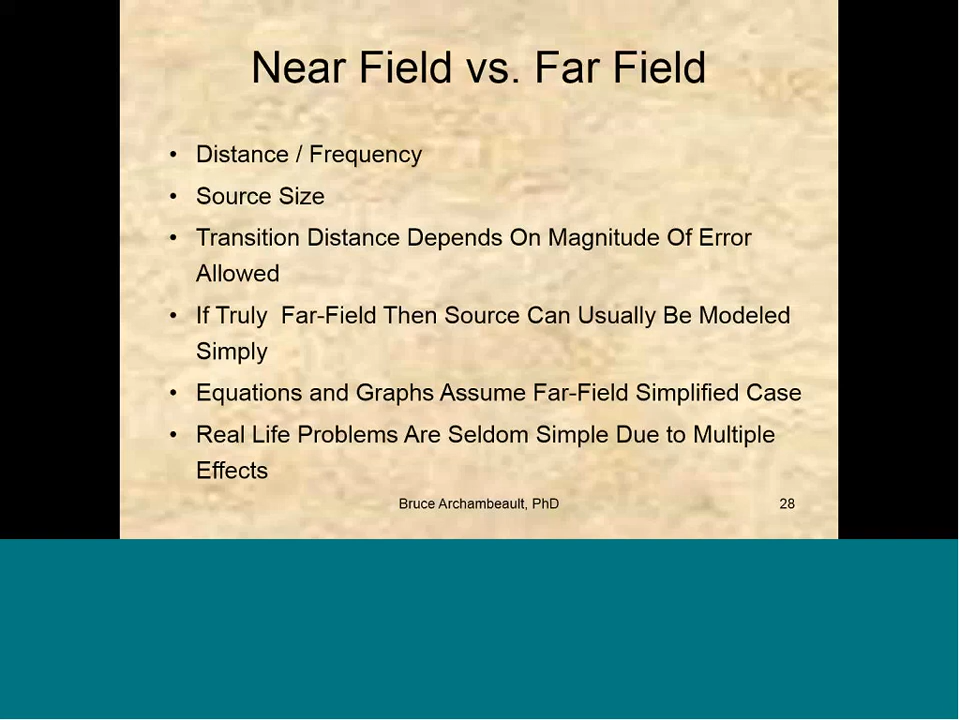 Near Field vs. Far Field
• Distance / Frequency
• Source Size
• Transition Distance Depends On Magnitude Of Error
Allowed
• If Truly  Far-Field Then Source Can Usually Be Modeled
Simply
• Equations and Graphs Assume Far-Field Simplified Case
• Real Life Problems Are Seldom Simple Due to Multiple
Effects
Bruce Archambeault, PhD 28